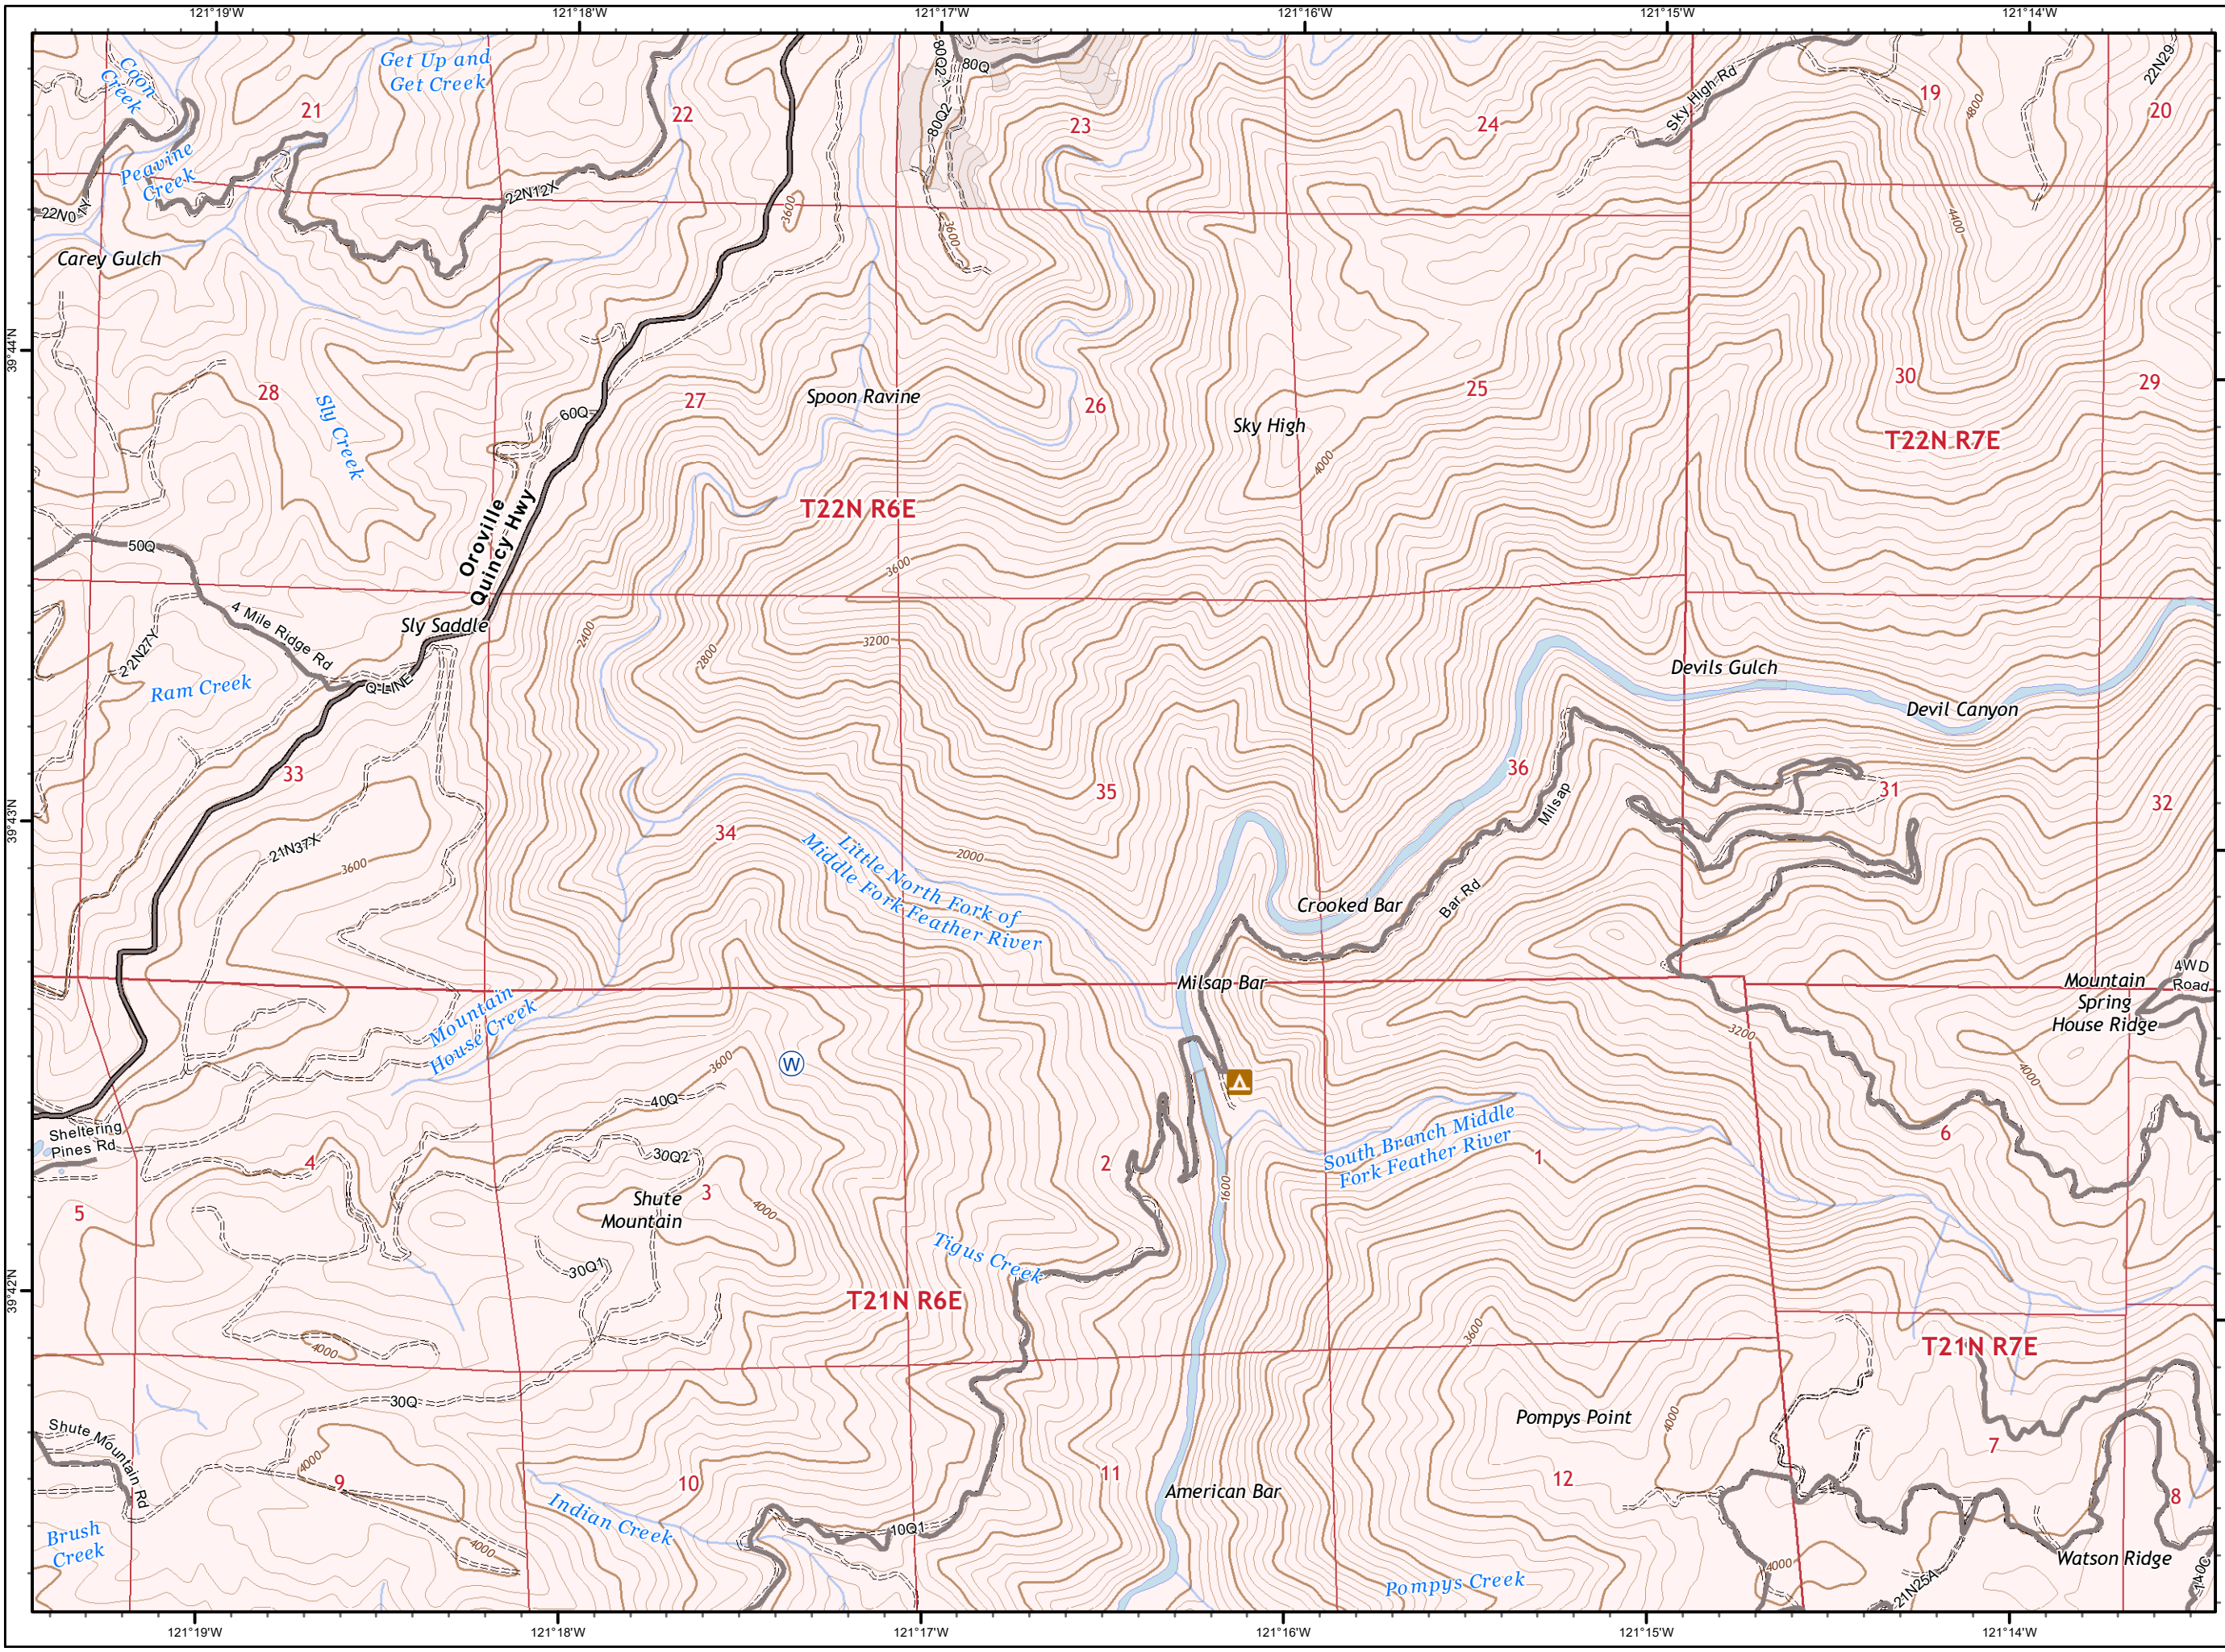 121°19'W
121°18'W
121°17'W
121°16'W
121°15'W
121°14'W
Coon
Creek
Get Up and
Get Creek
21
22
80Q2
80Q
80Q2
23
24
Sky High Rd
19
4800
22N29
20
Peavine
Creek
22N01Y
22N12X
3600
3600
4400
Carey Gulch
39°44'N
28
Sly Creek
27
60Q
Spoon Ravine
26
Sky High
25
30
29
T22N R7E
4000
T22N R6E
Oroville
Quincy Hwy
50Q
3600
4 Mile Ridge Rd
Sly Saddle
2400
2800
3200
22N27Y
Ram Creek
Q-LINE
Devils Gulch
Devil Canyon
33
35
36
31
32
Milsap
39°43'N
34
21N37X
3600
2000
Little North Fork of
Middle Fork Feather River
Crooked Bar
Bar Rd
Milsap Bar
Mountain
Spring
House Ridge
4WD
Road
Mountain
House Creek
W
3600
3200
4000
40Q
Sheltering
Pines Rd
South Branch Middle
Fork Feather River
30Q2
4
3
2
1
6
5
Shute
Mountain
4000
1600
Tigus Creek
30Q1
39°42'N
T21N R6E
3600
T21N R7E
4000
30Q
Pompys Point
4000
Shute Mountain Rd
4000
9
10
11
12
7
8
American Bar
Indian Creek
10Q1
Brush
Creek
4000
Pompys Creek
4000
21N25A
Watson Ridge
140C
121°19'W
121°18'W
121°17'W
121°16'W
121°15'W
121°14'W